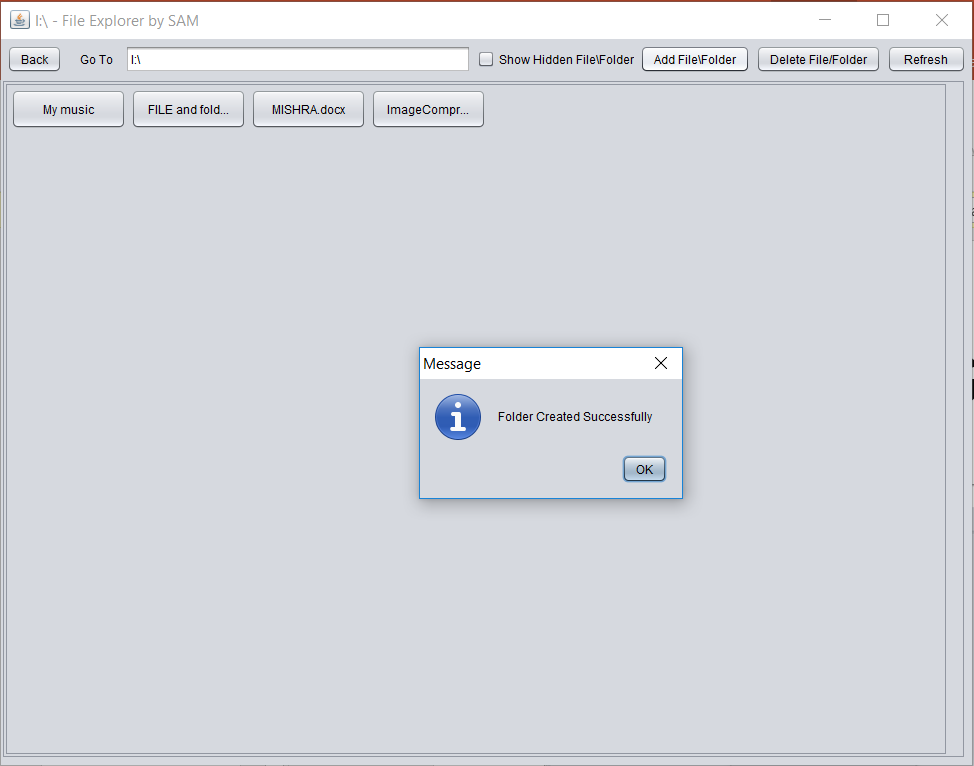 I:\ - File Explorer by SAM
Back Go To I:\ Show Hidden File\Folder Add File\Folder Delete File/Folder Refresh
My music FILE and fold... MISHRA.docx ImageCompr...
Message
Folder Created Successfully
OK